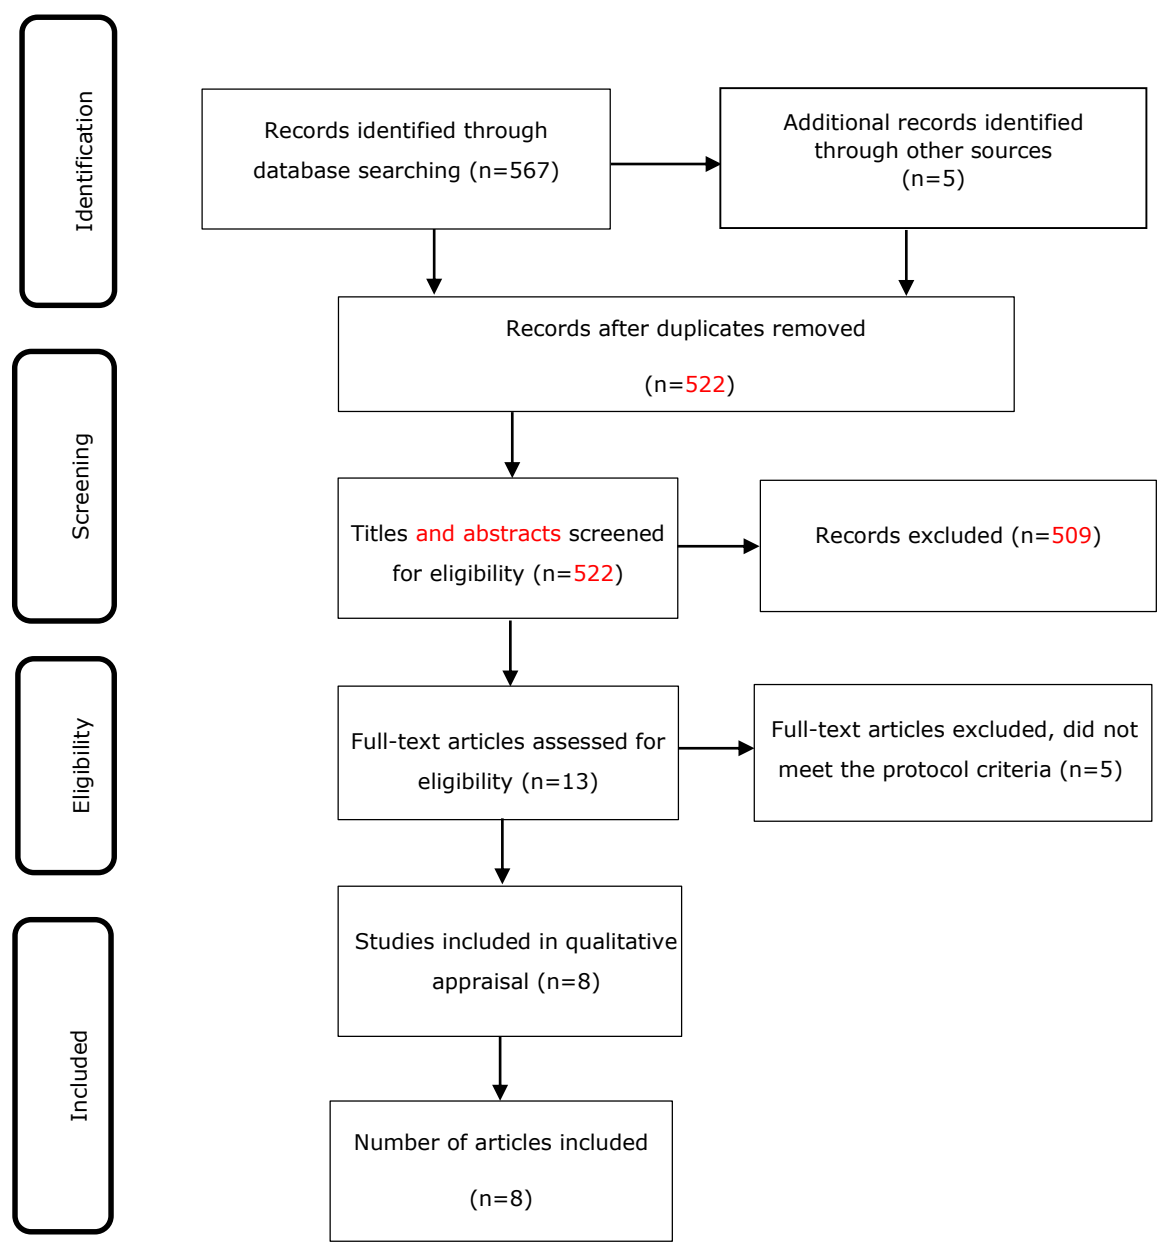 Identification
Records identified through
database searching (n=567)
Additional records identified
through other sources
(n=5)
Records after duplicates removed
(n=522)
Screening
Titles and abstracts screened
for eligibility (n=522)
Records excluded (n=509)
Eligibility
Full-text articles assessed for
eligibility (n=13)
Full-text articles excluded, did not
meet the protocol criteria (n=5)
Included
Studies included in qualitative
appraisal (n=8)
Number of articles included
(n=8)